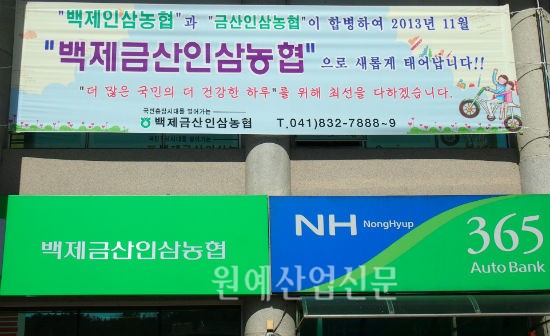 "백제인삼농협"과 "금산인삼농협"이 합병하여 2013년 11월
"백제금산인삼농협"으로 새롭게 태어납니다!!
"더 많은 국민의 더 건강한 하루"를 위해 최선을 다하겠습니다.
백제금산인삼농협 T.041)832-7888~9
백제금산인삼농협
NH NongHyup
365
Auto Bank
원예산업신문